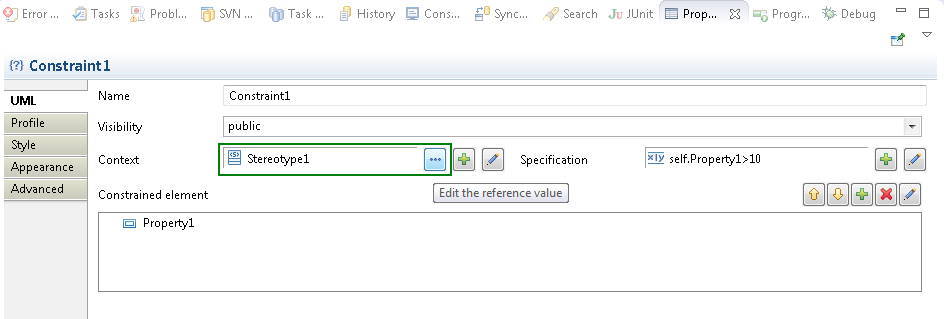 Error ... Tasks Probl... SVN ... Task ... History Cons... Sync... Search Ju JUnit Prop... Progr... Debug
{?} Constraint1
UML
Profile
Style
Appearance
Advanced
Name Constraint1
Visibility public
Context <S> Stereotype1 ... Specification x|y self.Property1>10
Edit the reference value
Constrained element
Property1